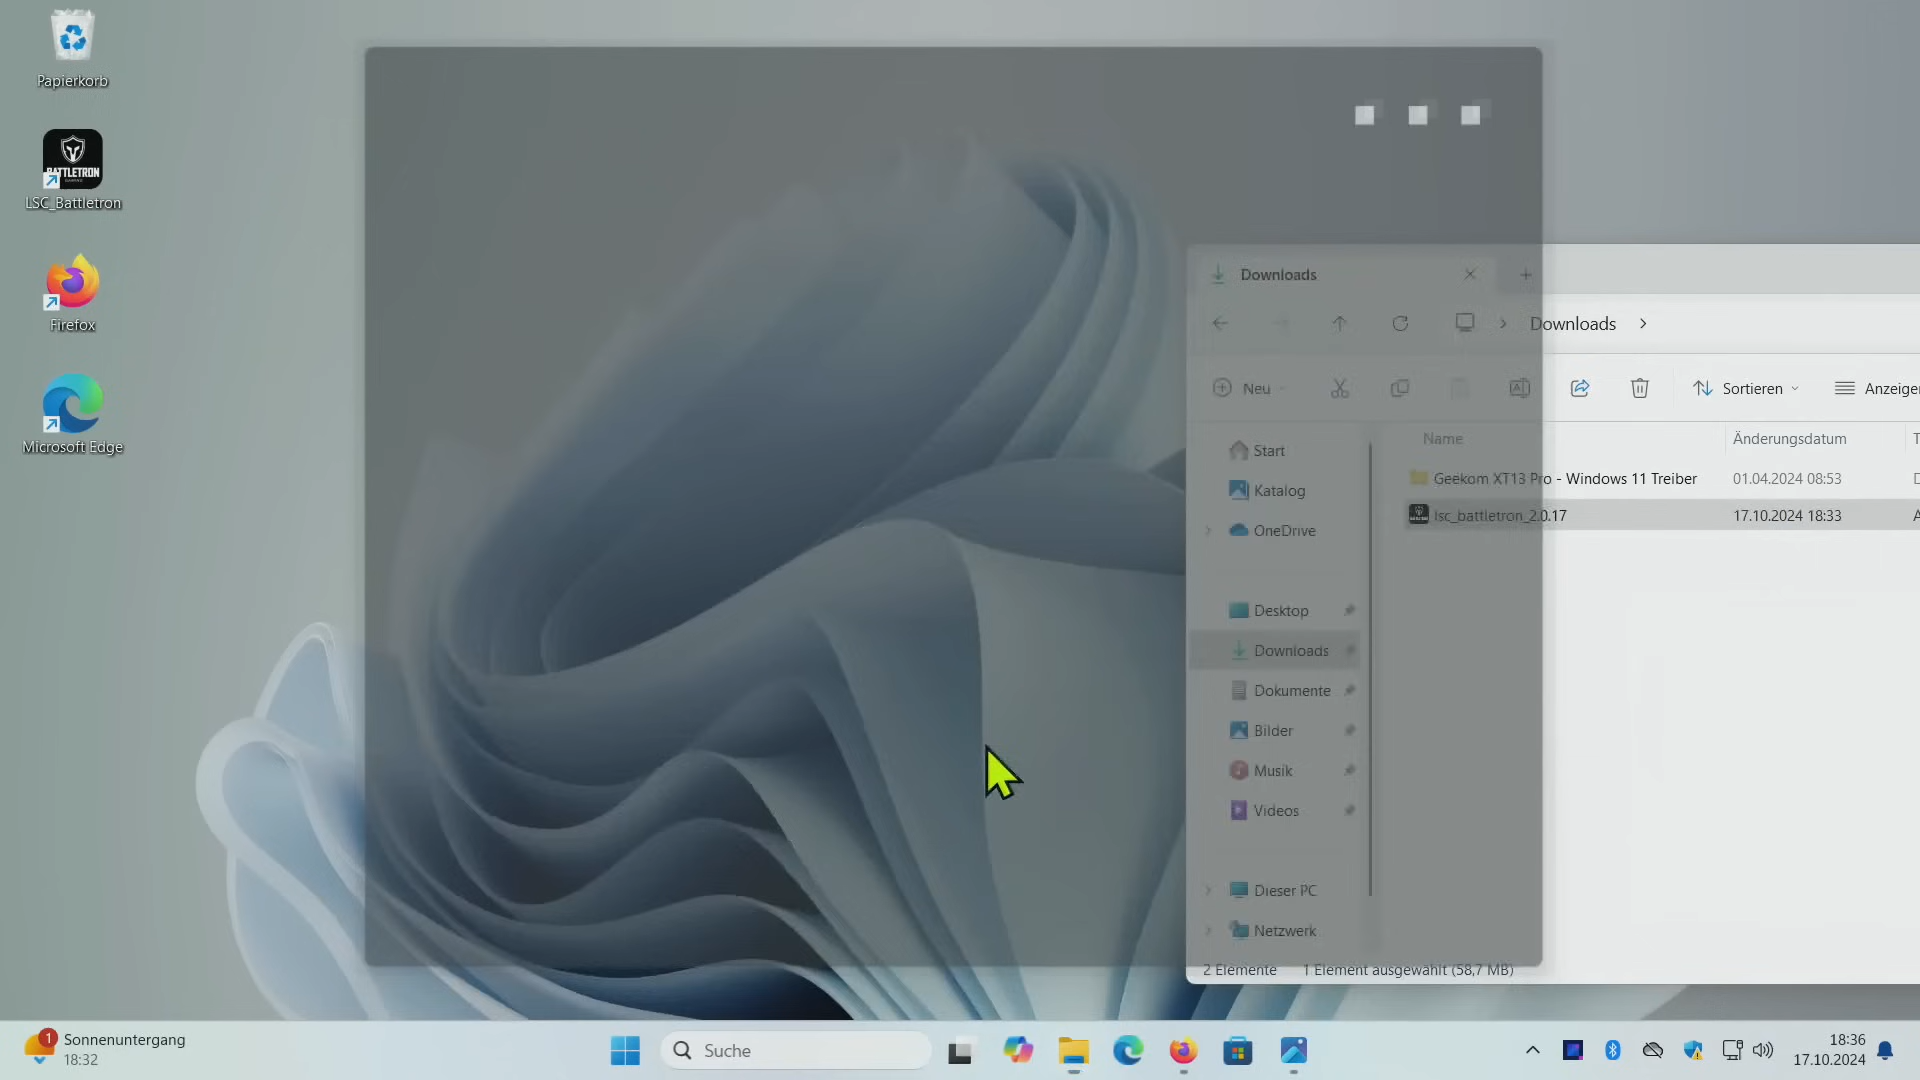 Papierkorb
BATTLETRON
GAMING
LSC_Battletron
Firefox
Microsoft Edge
Downloads
Downloads
Neu
Sortieren
Start
Katalog
OneDrive
Desktop
Downloads
Dokumente
Bilder
Musik
Videos
Dieser PC
Netzwerk
Name
Änderungsdatum
Geekom XT13 Pro - Windows 11 Treiber
01.04.2024 08:53
lsc_battletron_2.0.17
17.10.2024 18:33
2 Elemente
1 Element ausgewählt (58,7 MB)
1
Sonnenuntergang
18:32
Suche
18:36
17.10.2024